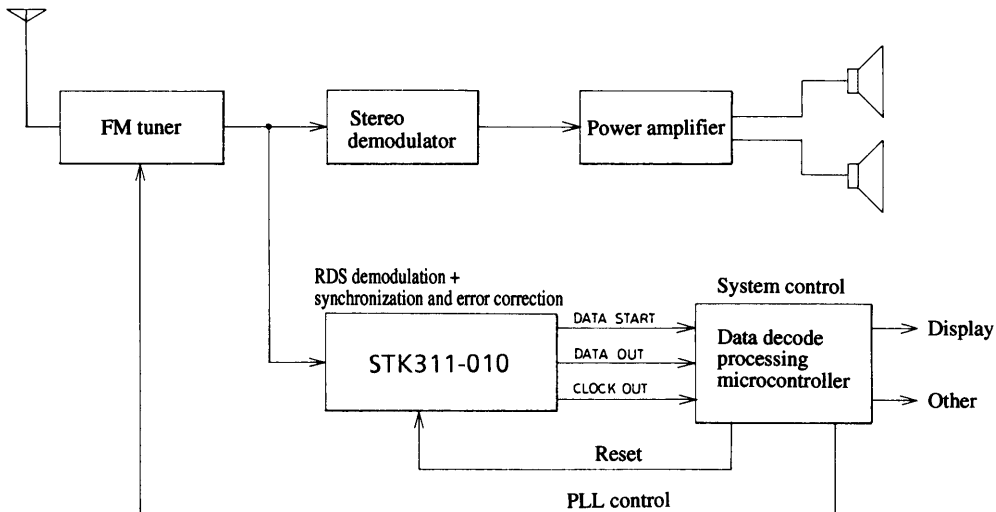 FM tuner
Stereo
demodulator
Power amplifier
RDS demodulation +
synchronization and error correction
STK311-010
DATA START
DATA OUT
CLOCK OUT
System control
Data decode
processing
microcontroller
Display
Other
Reset
PLL control